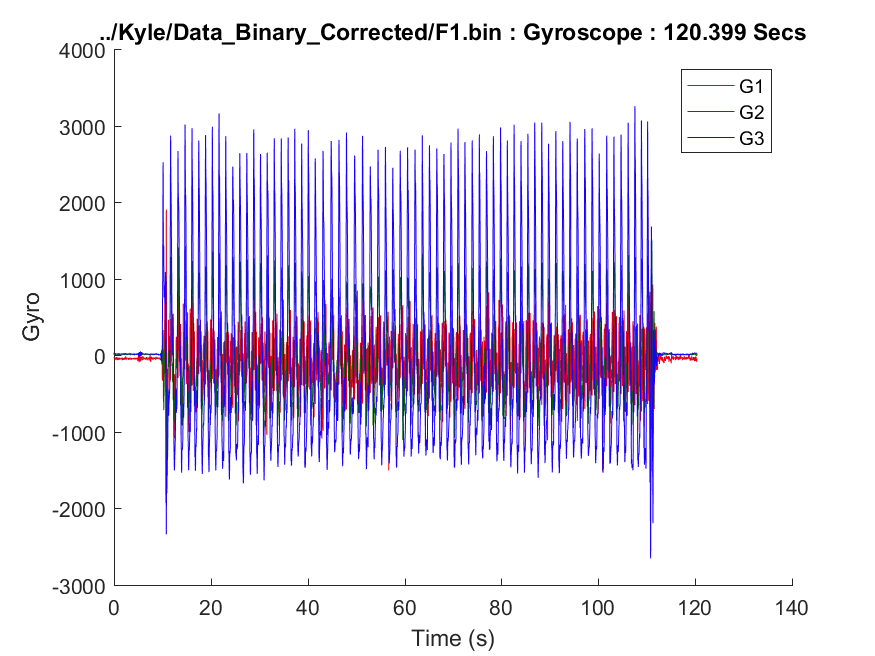 ../Kyle/Data_Binary_Corrected/F1.bin : Gyroscope : 120.399 Secs
4000
3000
2000
1000
0
-1000
-2000
-3000
Gyro
G1
G2
G3
0 20 40 60 80 100 120 140
Time (s)